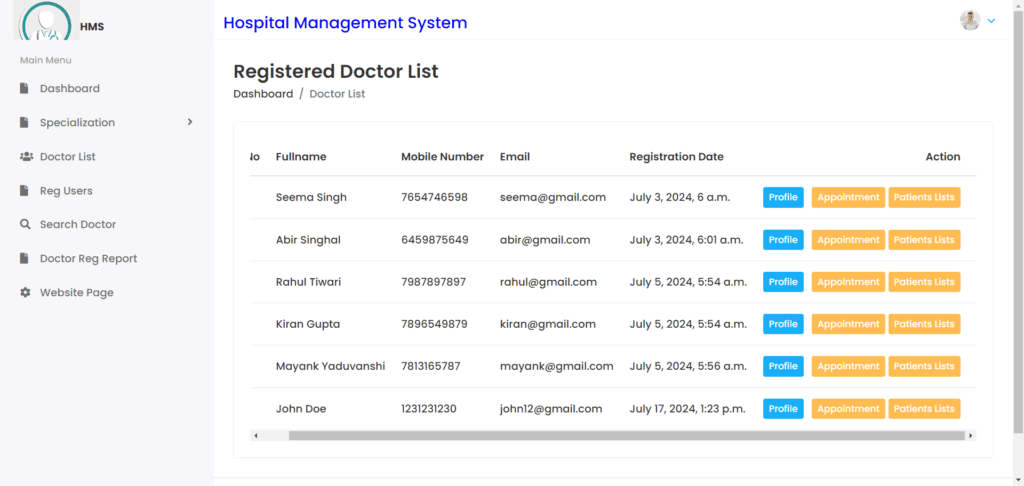 HMS
Hospital Management System
Main Menu
Dashboard
Specialization
Doctor List
Reg Users
Search Doctor
Doctor Reg Report
Website Page
Registered Doctor List
Dashboard / Doctor List
No Fullname Mobile Number Email Registration Date Action
Seema Singh 7654746598 seema@gmail.com July 3, 2024, 6 a.m. Profile Appointment Patients Lists
Abir Singhal 6459875649 abir@gmail.com July 3, 2024, 6:01 a.m. Profile Appointment Patients Lists
Rahul Tiwari 7987897897 rahul@gmail.com July 5, 2024, 5:54 a.m. Profile Appointment Patients Lists
Kiran Gupta 7896549879 kiran@gmail.com July 5, 2024, 5:54 a.m. Profile Appointment Patients Lists
Mayank Yaduvanshi 7813165787 mayank@gmail.com July 5, 2024, 5:56 a.m. Profile Appointment Patients Lists
John Doe 1231231230 john12@gmail.com July 17, 2024, 1:23 p.m. Profile Appointment Patients Lists